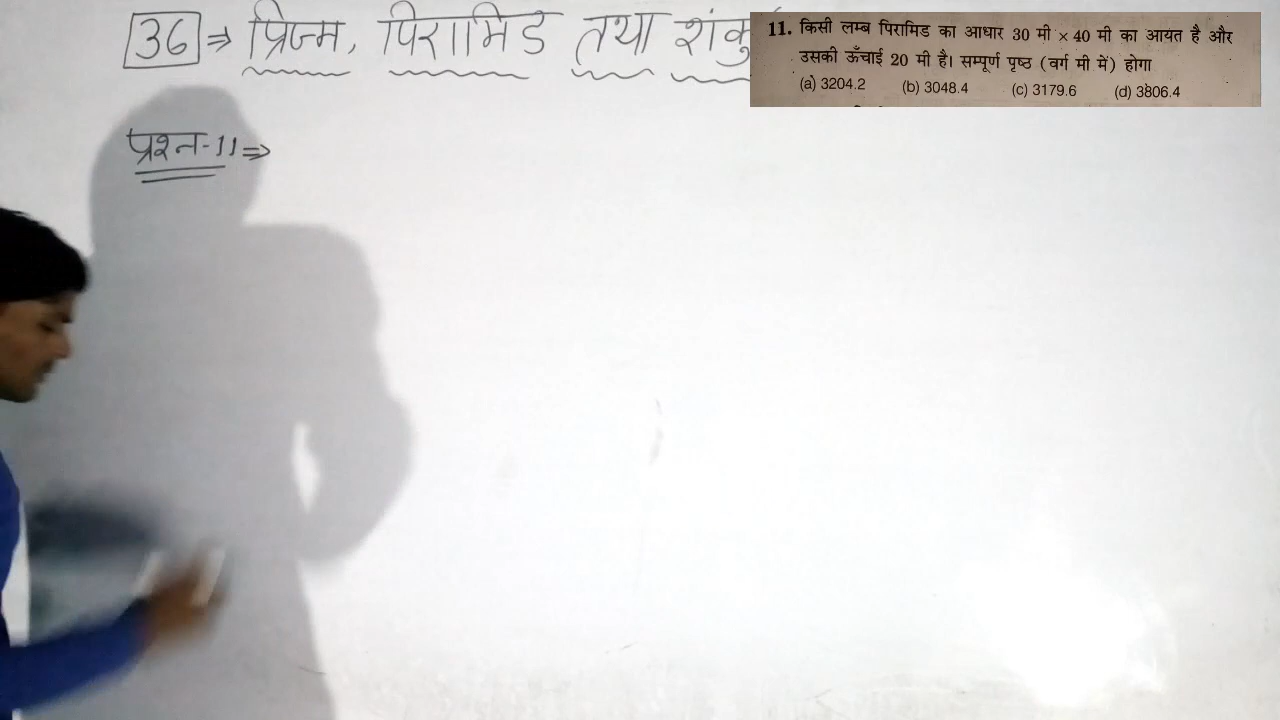 36 ⇒ प्रिज्म, पिरामिड तथा शंकु
11. किसी लम्ब पिरामिड का आधार 30 मी × 40 मी का आयत है और
उसकी ऊँचाई 20 मी है। सम्पूर्ण पृष्ठ (वर्ग मी में) होगा
(a) 3204.2 (b) 3048.4 (c) 3179.6 (d) 3806.4
प्रश्न-11 ⇒